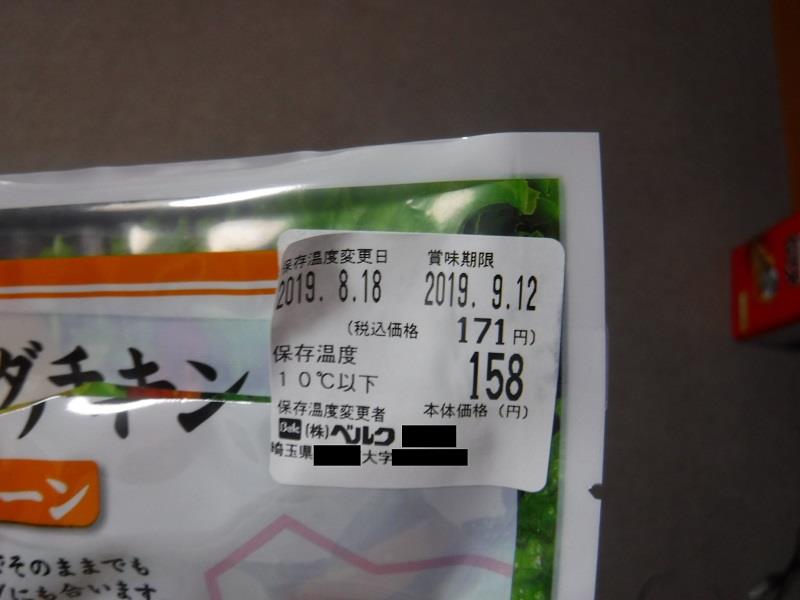 保存温度変更日 賞味期限
2019. 8.18 2019. 9.12
(税込価格 171円)
保存温度 158
10℃以下
保存温度変更者 本体価格 (円)
Belc (株)ベルク
埼玉県 大字
ダチキン
ーン
そのままでも
にも合います